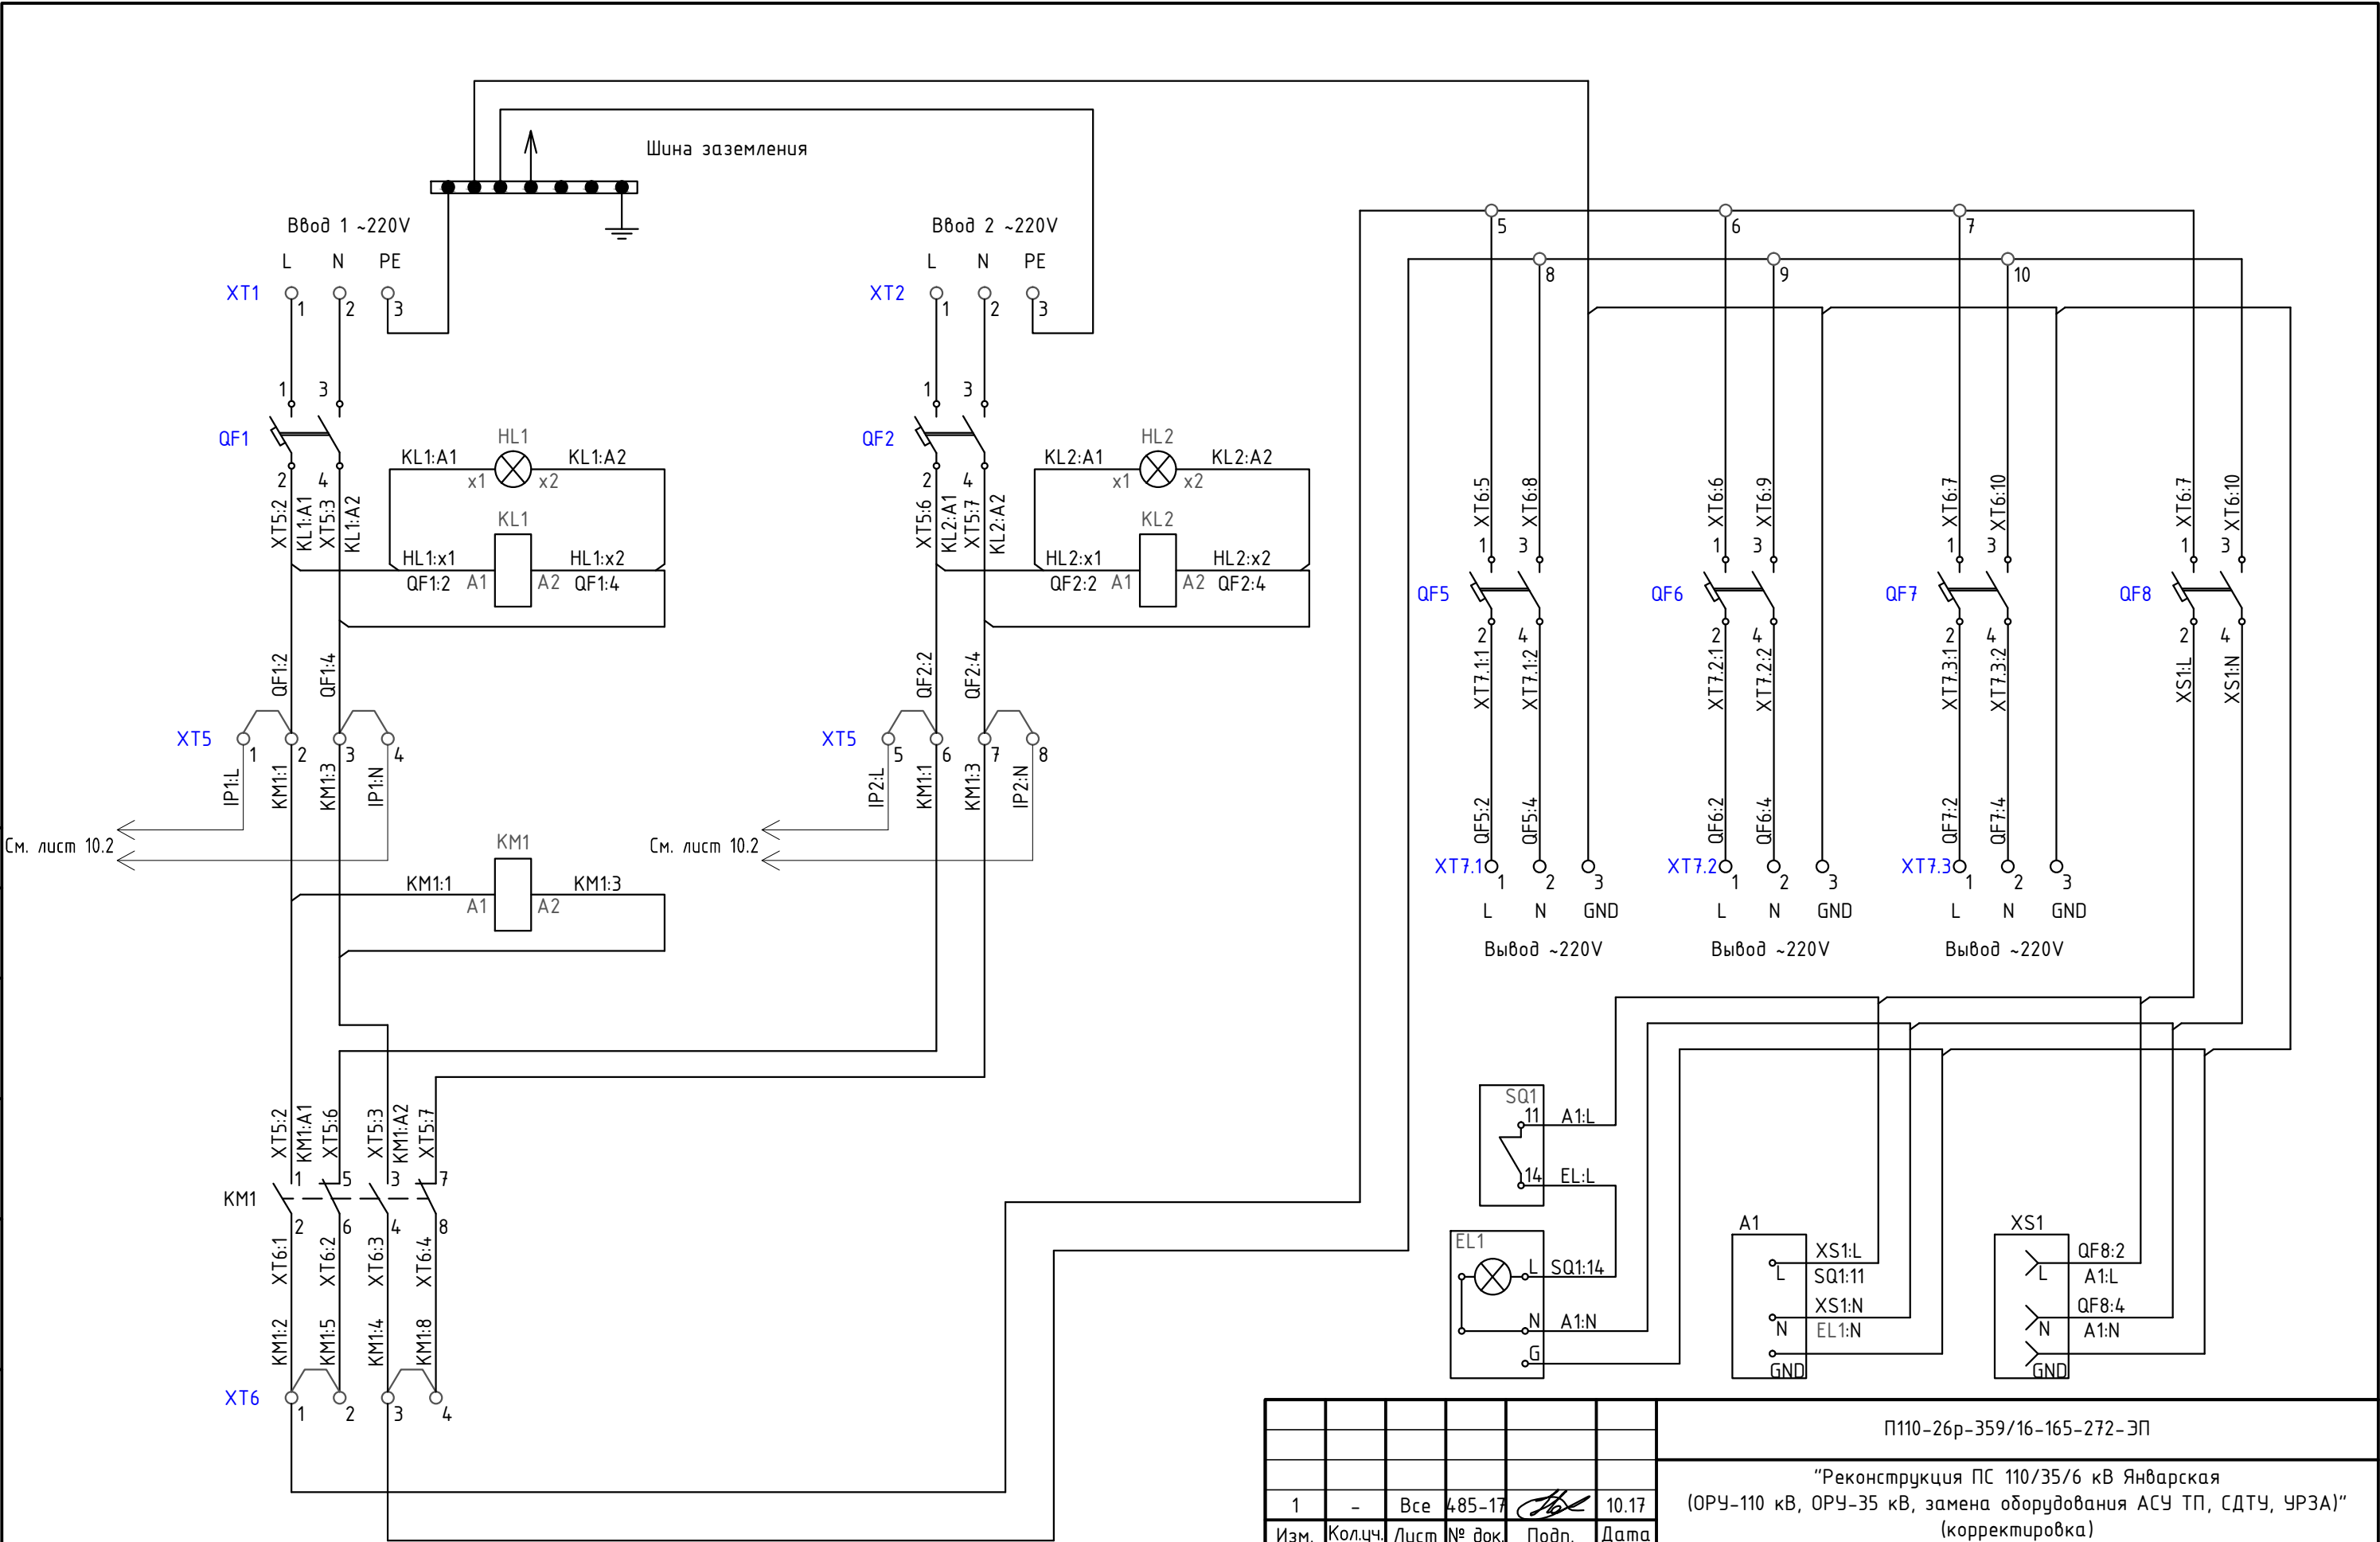 Шина заземления
Ввод 1 ~220V
Ввод 2 ~220V
L N PE
L N PE
XT1
1 2 3
XT2
1 2 3
5 6 7
8 9 10
1 3
QF1
2 4
HL1
KL1:A1 KL1:A2
x1 x2
XT5:2
KL1:A1
XT5:3
KL1:A2
KL1
HL1:x1 HL1:x2
QF1:2 A1 A2 QF1:4
1 3
QF2
2 4
HL2
KL2:A1 KL2:A2
x1 x2
XT5:6
KL2:A1
XT5:7
KL2:A2
KL2
HL2:x1 HL2:x2
QF2:2 A1 A2 QF2:4
XT6:5
XT6:8
1 3
QF5
2 4
XT7.1:1
XT7.1:2
XT6:6
XT6:9
1 3
QF6
2 4
XT7.2:1
XT7.2:2
XT6:7
XT6:10
1 3
QF7
2 4
XT7.3:1
XT7.3:2
XT6:7
XT6:10
1 3
QF8
2 4
XS1:L
XS1:N
QF1:2
QF1:4
XT5
1 2 3 4
IP1:L
KM1:1
KM1:3
IP1:N
См. лист 10.2
QF2:2
QF2:4
XT5
5 6 7 8
IP2:L
KM1:1
KM1:3
IP2:N
См. лист 10.2
KM1
KM1:1 KM1:3
A1 A2
QF5:2
QF5:4
XT7.1
1 2 3
L N GND
Вывод ~220V
QF6:2
QF6:4
XT7.2
1 2 3
L N GND
Вывод ~220V
QF7:2
QF7:4
XT7.3
1 2 3
L N GND
Вывод ~220V
XT5:2
KM1:A1
XT5:6
XT5:3
KM1:A2
XT5:7
1 5 3 7
KM1
2 6 4 8
XT6:1
XT6:2
XT6:3
XT6:4
KM1:2
KM1:5
KM1:4
KM1:8
XT6
1 2 3 4
SQ1
11 A1:L
14 EL:L
EL1
L SQ1:14
N A1:N
G
A1
XS1:L
L SQ1:11
XS1:N
N EL1:N
GND
XS1
QF8:2
L A1:L
QF8:4
N A1:N
GND
П110-26р-359/16-165-272-ЭП
"Реконструкция ПС 110/35/6 кВ Январская
(ОРУ-110 кВ, ОРУ-35 кВ, замена оборудования АСУ ТП, СДТУ, УРЗА)"
(корректировка)
1 - Все 485-17 10.17
Изм. Кол.уч. Лист № док. Подп. Дата